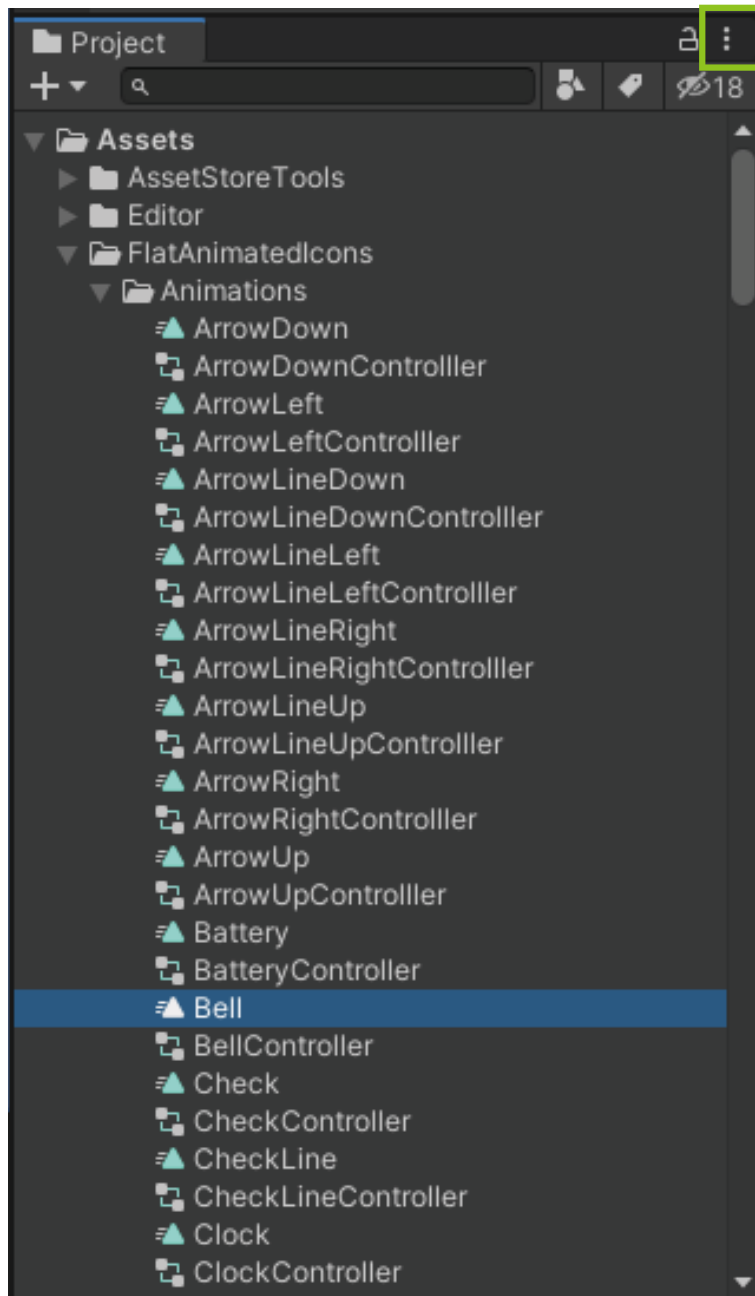 Project
18
Assets
AssetStoreTools
Editor
FlatAnimatedIcons
Animations
ArrowDown
ArrowDownControlller
ArrowLeft
ArrowLeftControlller
ArrowLineDown
ArrowLineDownControlller
ArrowLineLeft
ArrowLineLeftControlller
ArrowLineRight
ArrowLineRightControlller
ArrowLineUp
ArrowLineUpControlller
ArrowRight
ArrowRightControlller
ArrowUp
ArrowUpControlller
Battery
BatteryController
Bell
BellController
Check
CheckController
CheckLine
CheckLineController
Clock
ClockController